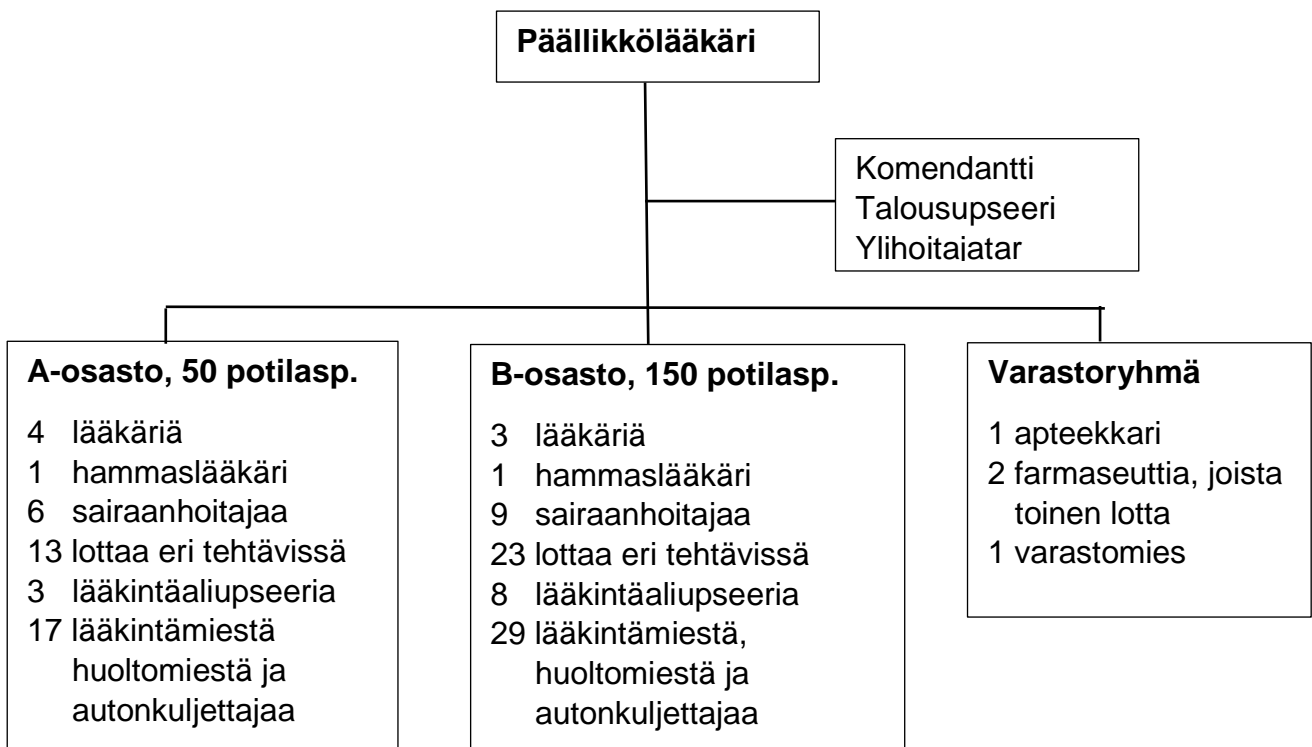 Päällikkölääkäri
Komendantti
Talousupseeri
Ylihoitajatar
A-osasto, 50 potilasp.
4 lääkäriä
1 hammaslääkäri
6 sairaanhoitajaa
13 lottaa eri tehtävissä
3 lääkintäaliupseeria
17 lääkintämiestä
huoltomiestä ja
autonkuljettajaa
B-osasto, 150 potilasp.
3 lääkäriä
1 hammaslääkäri
9 sairaanhoitajaa
23 lottaa eri tehtävissä
8 lääkintäaliupseeria
29 lääkintämiestä,
huoltomiestä ja
autonkuljettajaa
Varastoryhmä
1 apteekkari
2 farmaseuttia, joista
toinen lotta
1 varastomies